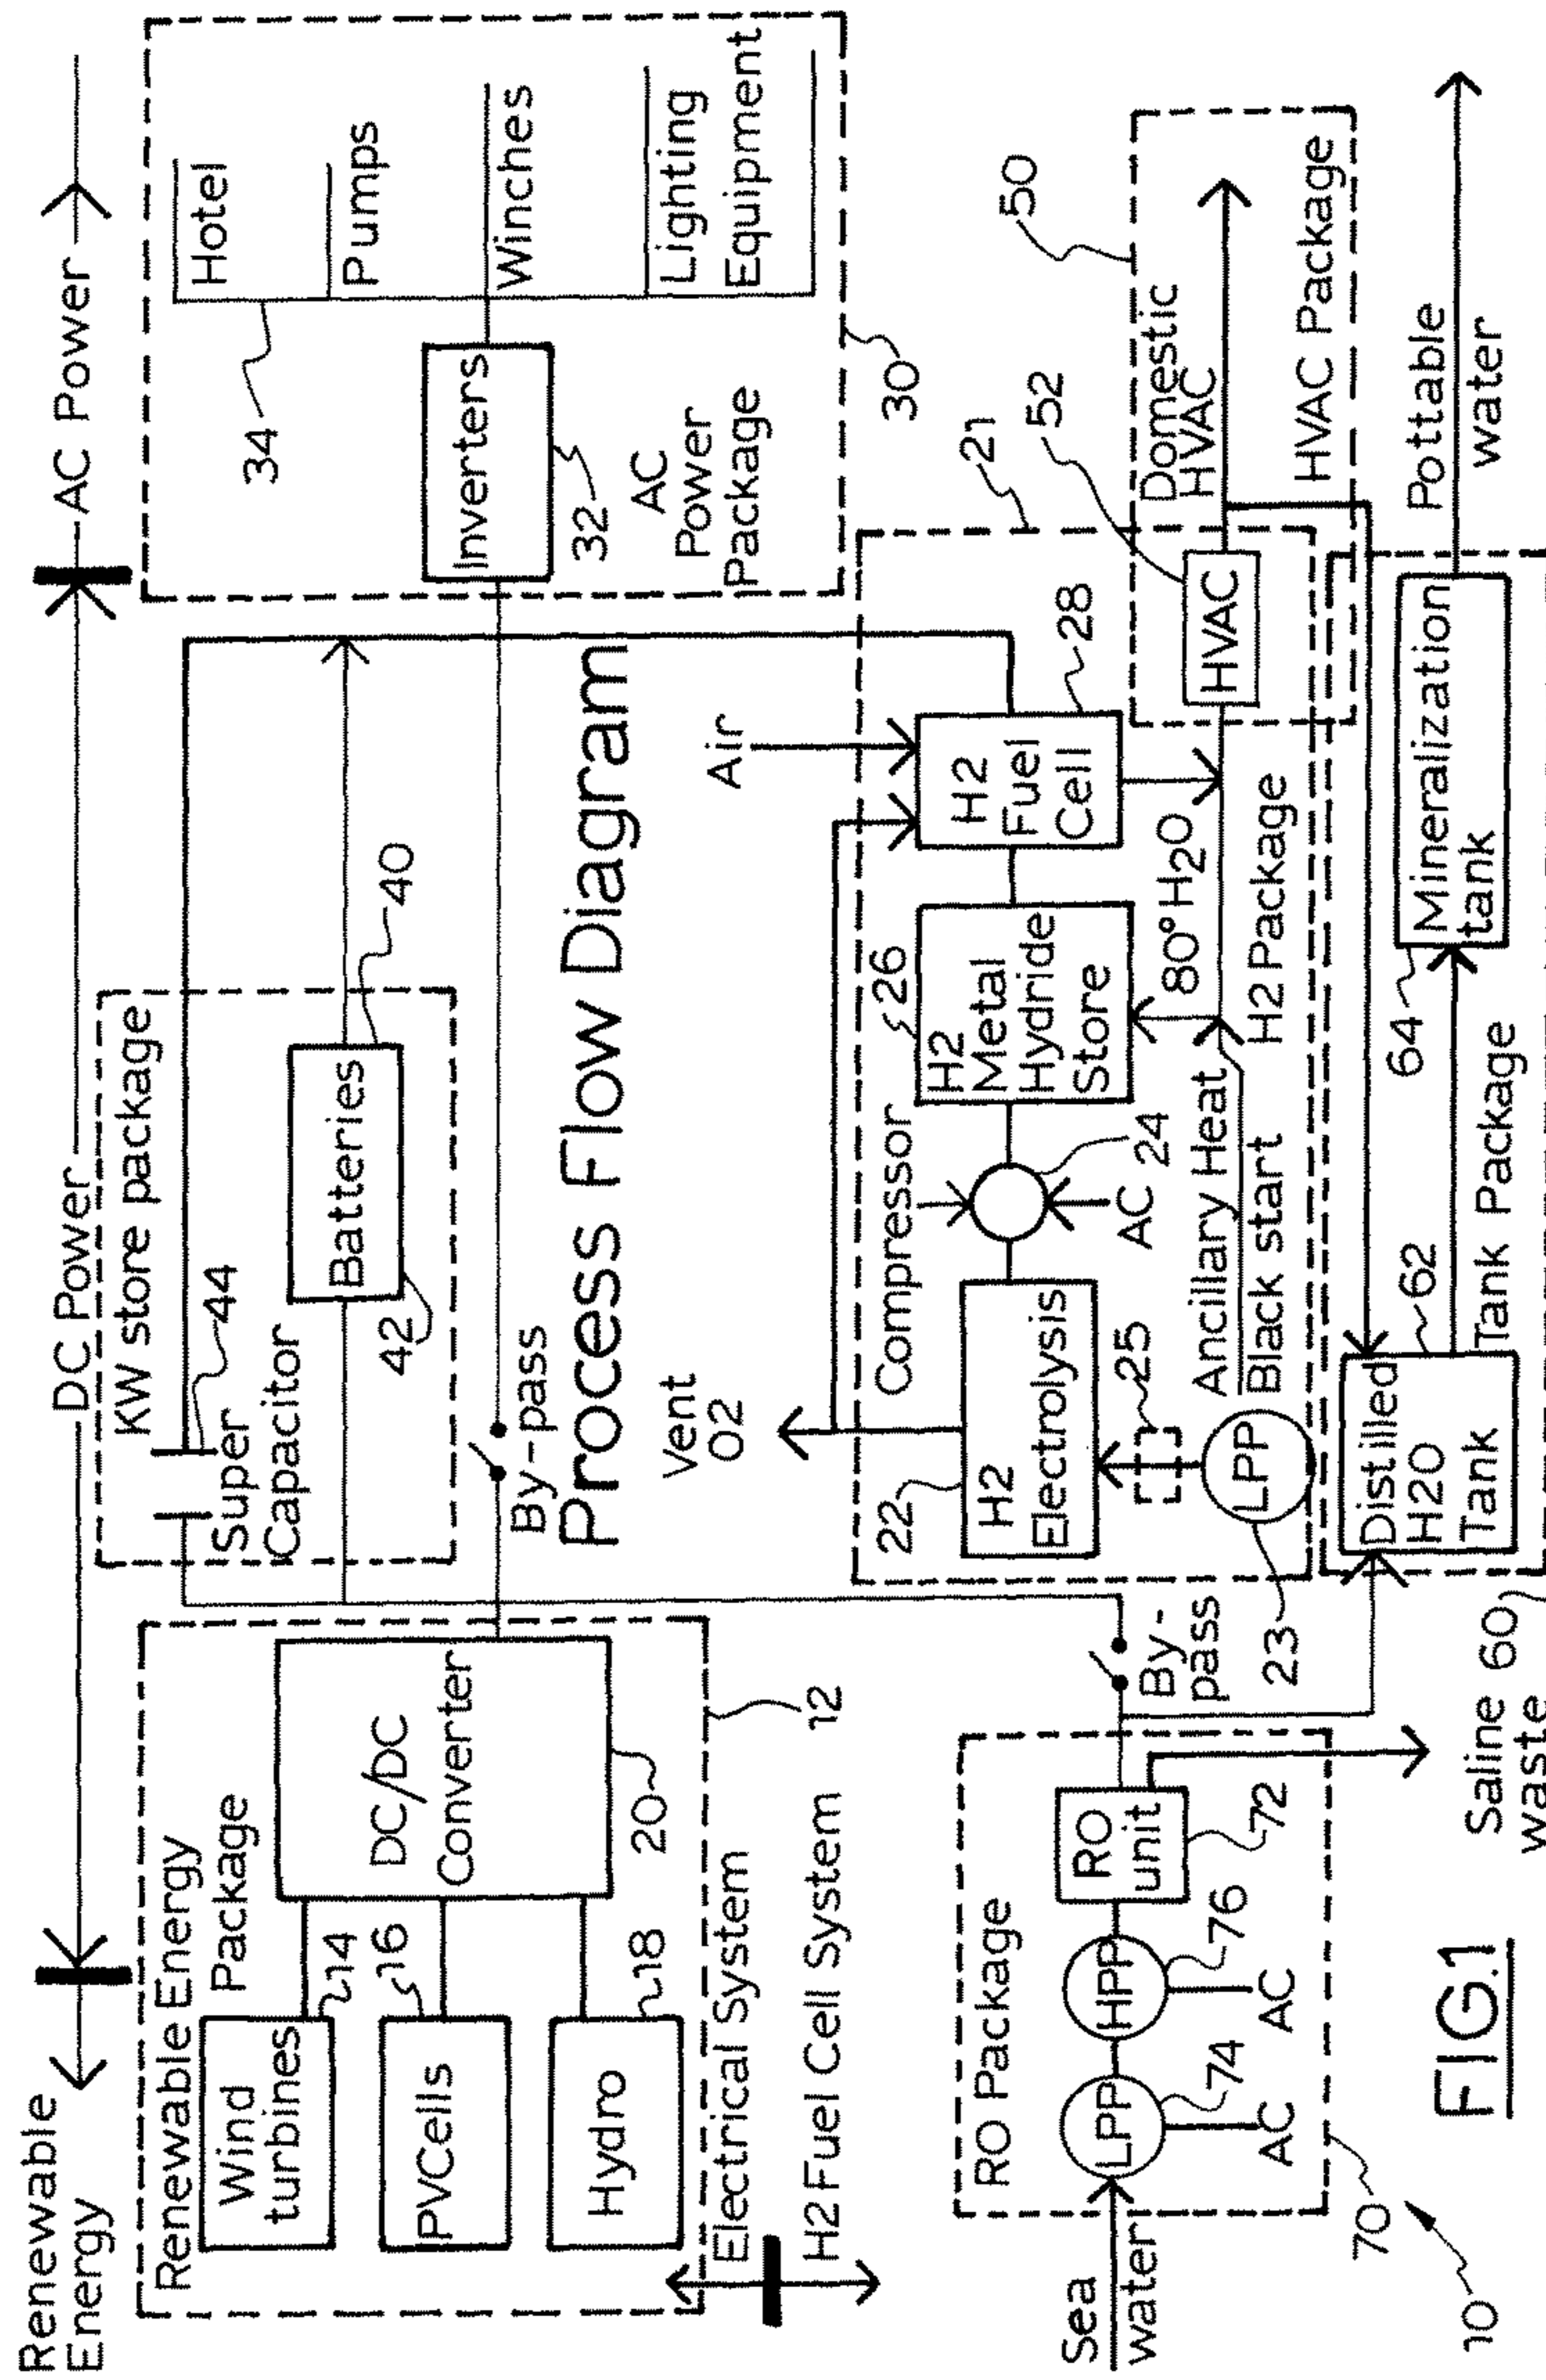 Renewable
Energy
DC Power
AC Power
Renewable Energy
Package
Wind
turbines
14
PVCells
16
Hydro
18
DC/DC
Converter
20
12
KW store package
44
Super
Capacitor
Batteries
42
40
By-pass
Process Flow Diagram
Inverters
32
AC
Power
Package
34
Hotel
Pumps
Winches
Lighting
Equipment
30
Electrical System
H2 Fuel Cell System
Vent
O2
Air
22
H2
Electrolysis
25
LPP
23
Compressor
AC
24
26
H2
Metal
Hydride
Store
H2
Fuel
Cell
28
80° H2O
Ancillary Heat
Black start
H2 Package
21
HVAC
52
50
Domestic
HVAC
HVAC Package
RO Package
Sea
water
LPP
74
AC
HPP
76
AC
RO
unit
72
70
By-
pass
Saline
waste
60
Distilled
H2O
Tank
62
Tank Package
64
Mineralization
tank
Pottable
water
10
FIG.1